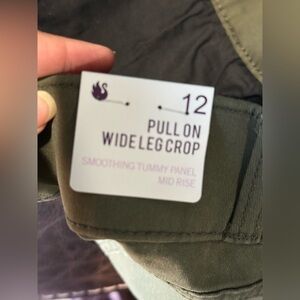 12
PULL ON
WIDE LEG CROP
SMOOTHING TUMMY PANEL
MID RISE